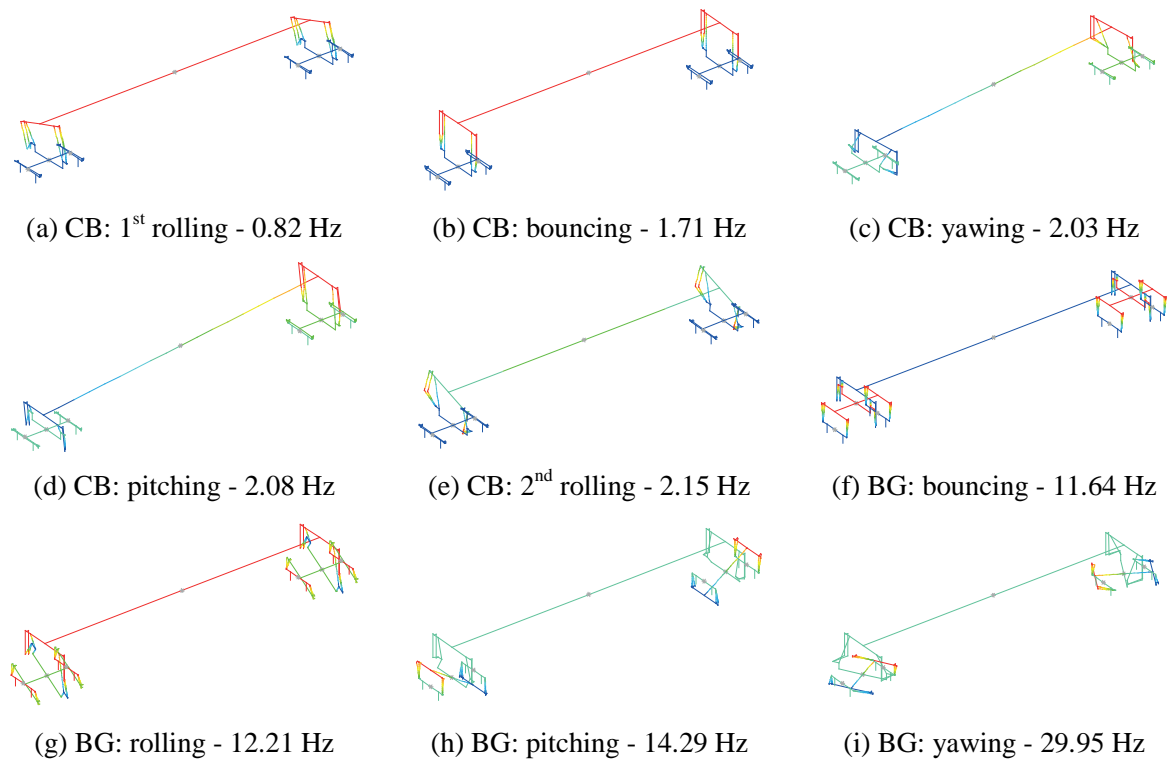 (a) CB: 1st rolling - 0.82 Hz
(b) CB: bouncing - 1.71 Hz
(c) CB: yawing - 2.03 Hz
(d) CB: pitching - 2.08 Hz
(e) CB: 2nd rolling - 2.15 Hz
(f) BG: bouncing - 11.64 Hz
(g) BG: rolling - 12.21 Hz
(h) BG: pitching - 14.29 Hz
(i) BG: yawing - 29.95 Hz